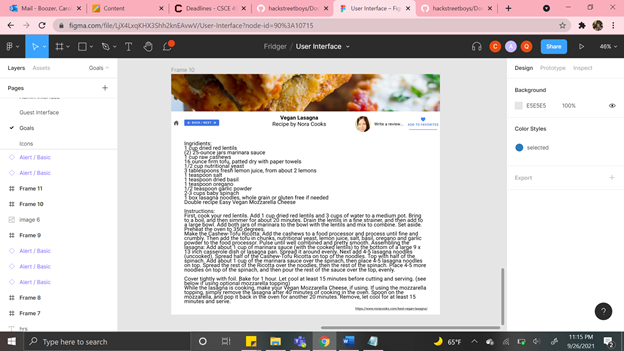 Mail - Boozer, Carol
Content
Deadlines - CSCE 4
hackstreetboys/Do
User Interface – Fi
hackstreetboys/Do
figma.com/file/LjX4LxqKHX3Shh2knEAvwV/User-Interface?node-id=90%3A10715
Fridger / User Interface
Share
46%
Layers
Assets
Goals
Pages
Guest Interface
Goals
Icons
Alert / Basic
Alert / Basic
Frame 11
Frame 10
image 6
Frame 9
Alert / Basic
Alert / Basic
Alert / Basic
Frame 8
Frame 7
hrs
Frame 10
BACK NEXT
Vegan Lasagna
Recipe by Nora Cooks
Write a review...
ADD TO FAVORITES
Ingridients:
1 cup dried red lentils
(2) 25-ounce jars marinara sauce
1 cup raw cashews
16 ounce firm tofu, patted dry with paper towels
1/2 cup nutritional yeast
3 tablespoons fresh lemon juice, from about 2 lemons
1 teaspoon salt
1 teaspoon dried basil
1 teaspoon oregano
1/2 teaspoon garlic powder
2-3 cups baby spinach
1 box lasagna noodles, whole grain or gluten free if needed
Double recipe Easy Vegan Mozzarella Cheese
Instructions:
First, cook your red lentils. Add 1 cup dried red lentils and 3 cups of water to a medium pot. Bring
to a boil, and then simmer for about 20 minutes. Drain the lentils in a fine strainer, and then add to
a large bowl. Add both jars of marinara to the bowl with the lentils and mix to combine. Set aside.
Preheat the oven to 350 degrees.
Make the Cashew-Tofu Ricotta: Add the cashews to a food processor and process until fine and
crumbly. Then add the tofu in chunks, nutritional yeast, lemon juice, salt, basil, oregano and garlic
powder to the food processor. Pulse until well combined and pretty smooth. Assembling the
lasagna: Add about 1 cup of marinara sauce (with the cooked lentils) to the bottom of a large 9 x
13 inch casserole dish or lasagna pan. Spread it around evenly. Next add 4-5 lasagna noodles
(uncooked). Spread half of the Cashew-Tofu Ricotta on top of the noodles. Top with half of the
spinach. Add about 1 cup of the marinara sauce over the spinach, then place 4-5 lasagna noodles
on top. Spread the rest of the Ricotta over the noodles, then the rest of the spinach. Place 4-5 more
noodles on top of the spinach, and then pour the rest of the sauce over the top, evenly.
Cover tightly with foil. Bake for 1 hour. Let cool at least 15 minutes before cutting and serving. (see
below if using optional mozzarella topping)
While the lasagna is cooking, make your Vegan Mozzarella Cheese, if using. If using the mozzarella
topping, simply remove the lasagna after 40 minutes of cooking in the oven. Spoon on the
mozzarella, and pop it back in the oven for another 20 minutes. Remove, let cool for at least 15
minutes and serve.
https://www.noracooks.com/best-vegan-lasagna/
Design
Prototype
Inspect
Background
E5E5E5
100%
Color Styles
selected
Export
Type here to search
65°F
11:15 PM
9/26/2021